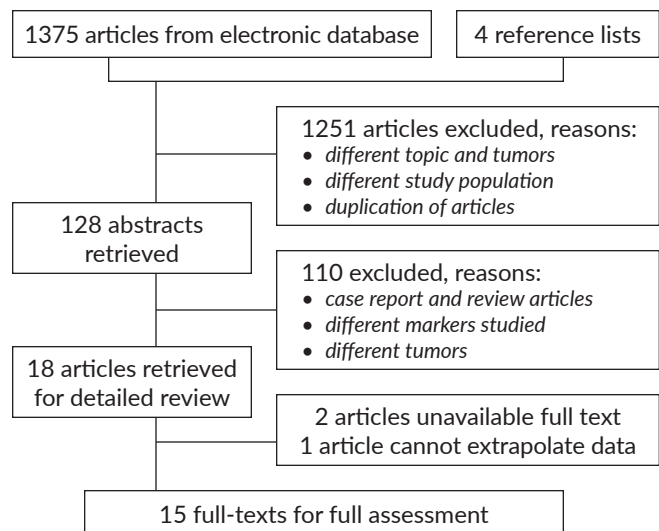 1375 articles from electronic database
4 reference lists
1251 articles excluded, reasons:
• different topic and tumors
• different study population
• duplication of articles
128 abstracts
retrieved
110 excluded, reasons:
• case report and review articles
• different markers studied
• different tumors
18 articles retrieved
for detailed review
2 articles unavailable full text
1 article cannot extrapolate data
15 full-texts for full assessment